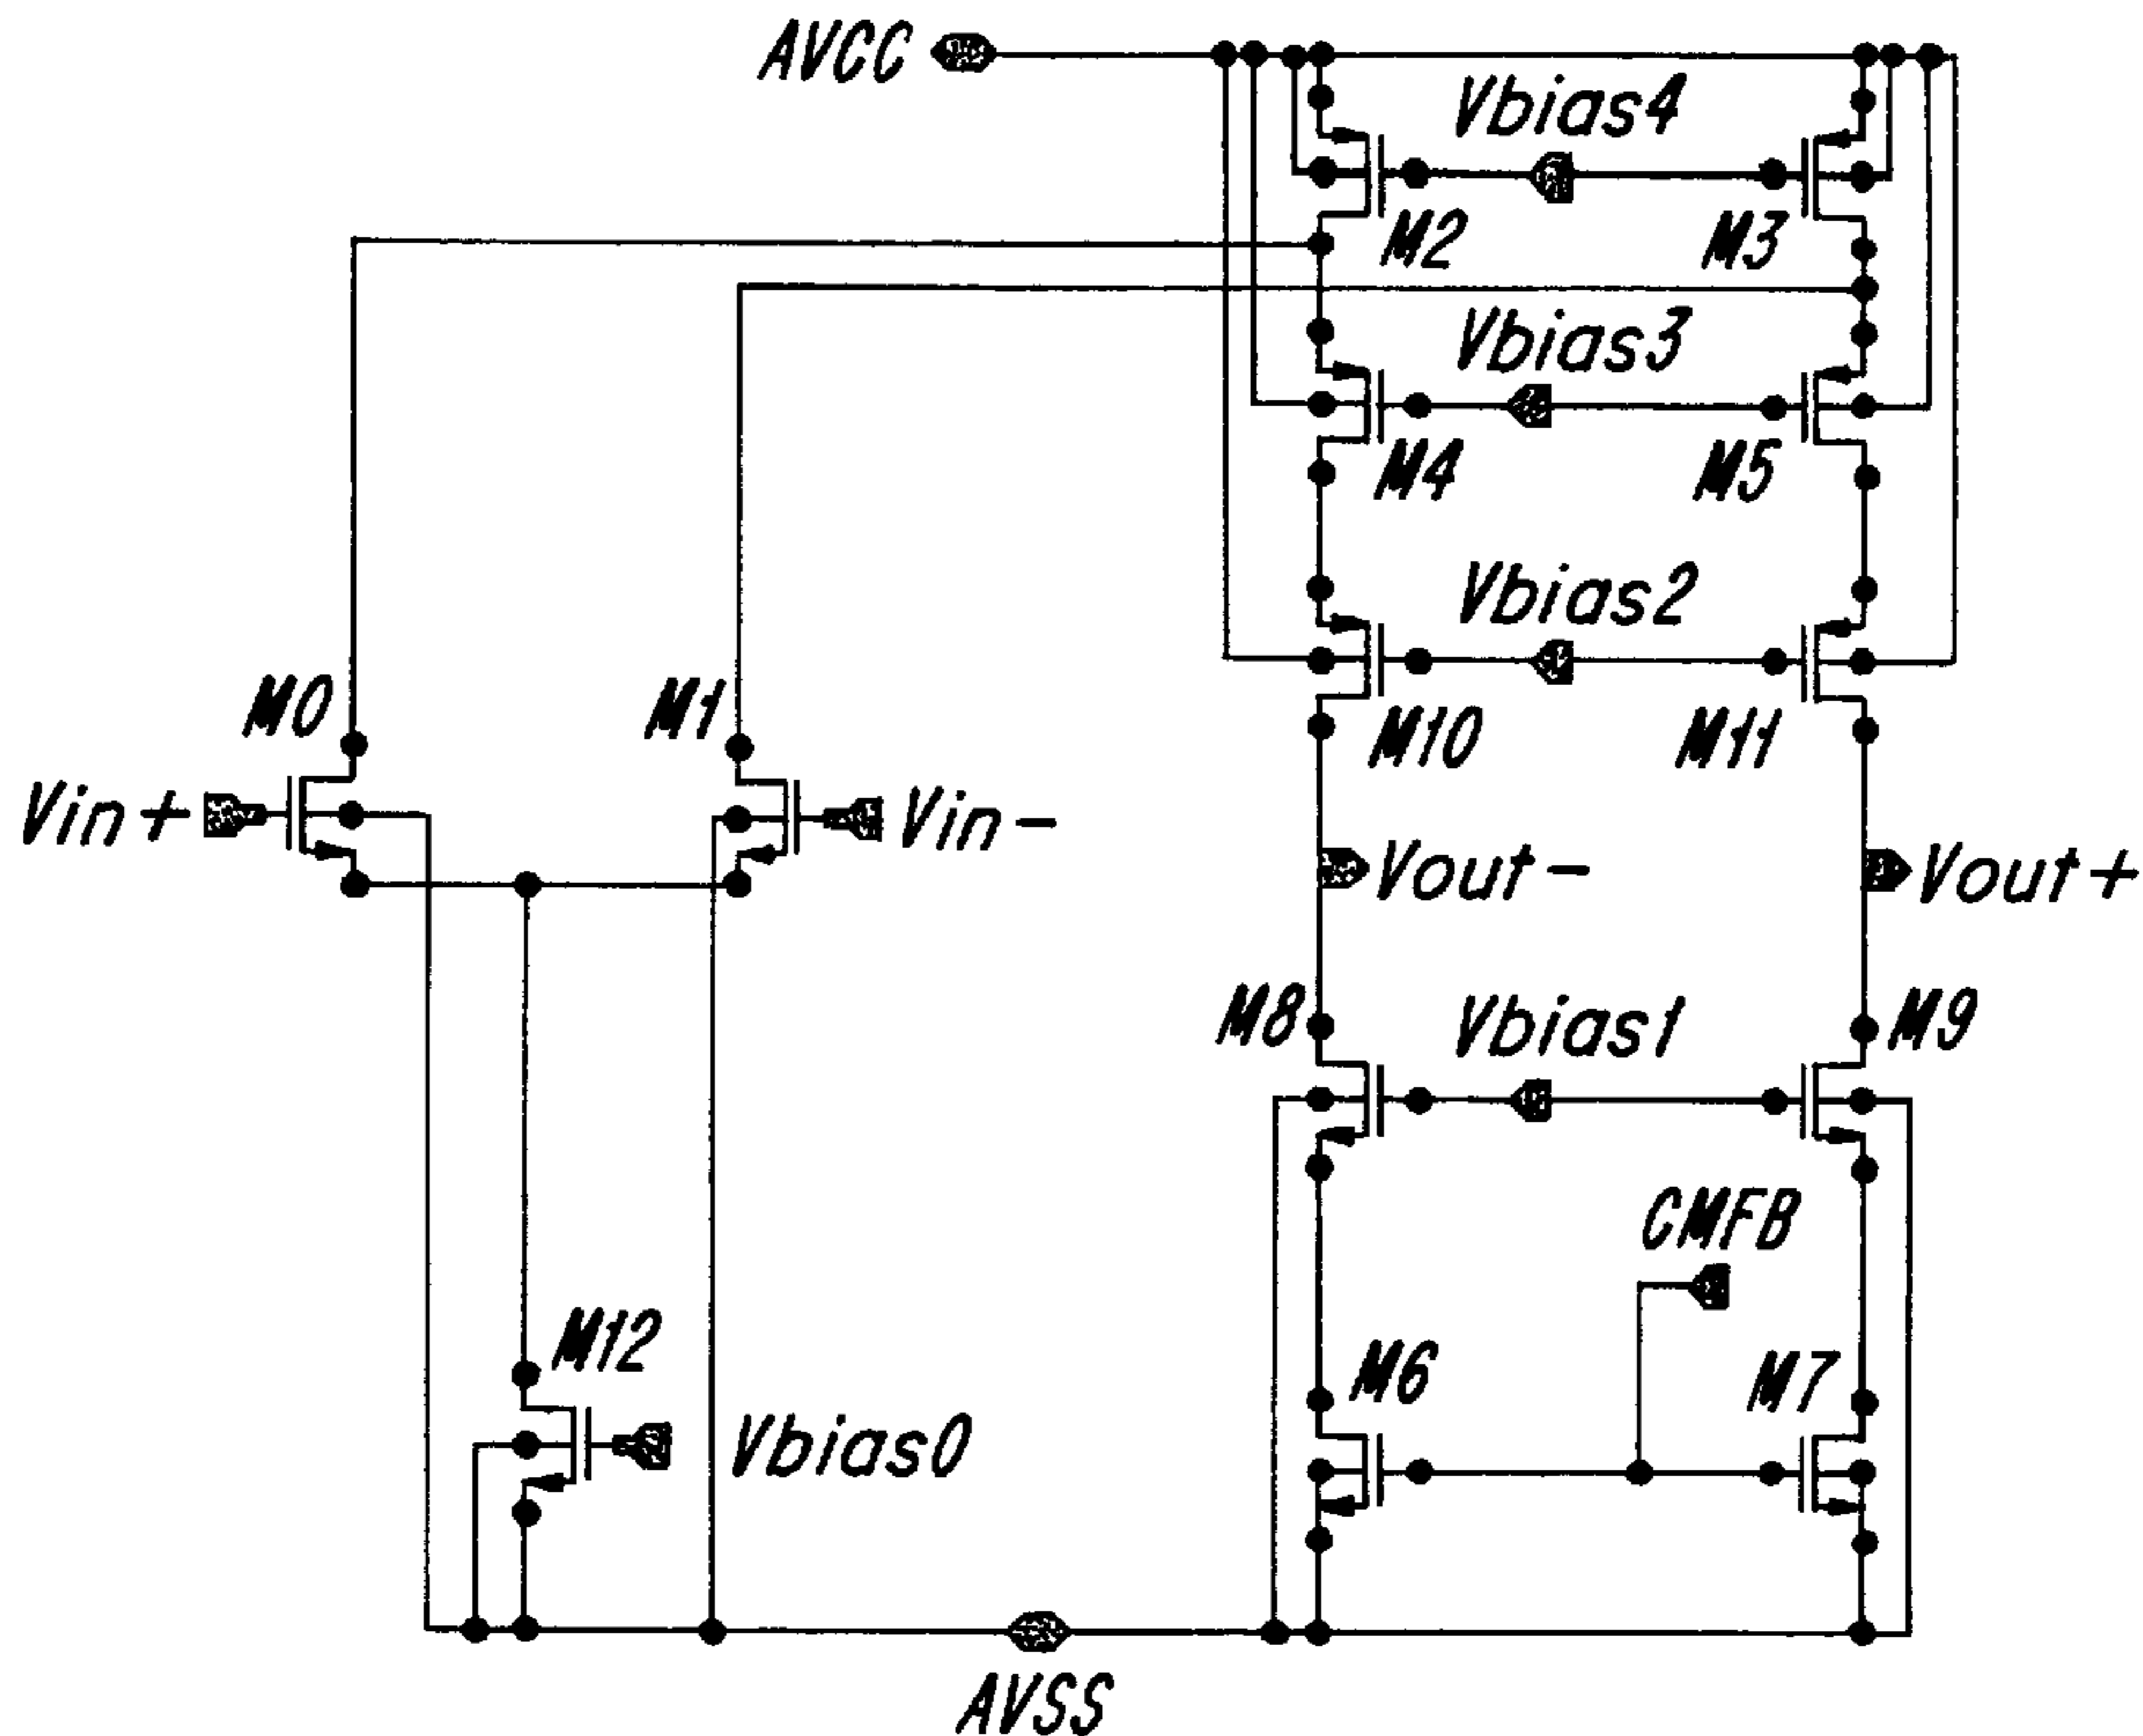 AVCC
Vbias4
M2
M3
Vbias3
M4
M5
Vbias2
M0
M1
M10
M11
Vin+
Vin-
Vout-
Vout+
M8
Vbias1
M9
CMFB
M12
M6
M7
Vbias0
AVSS